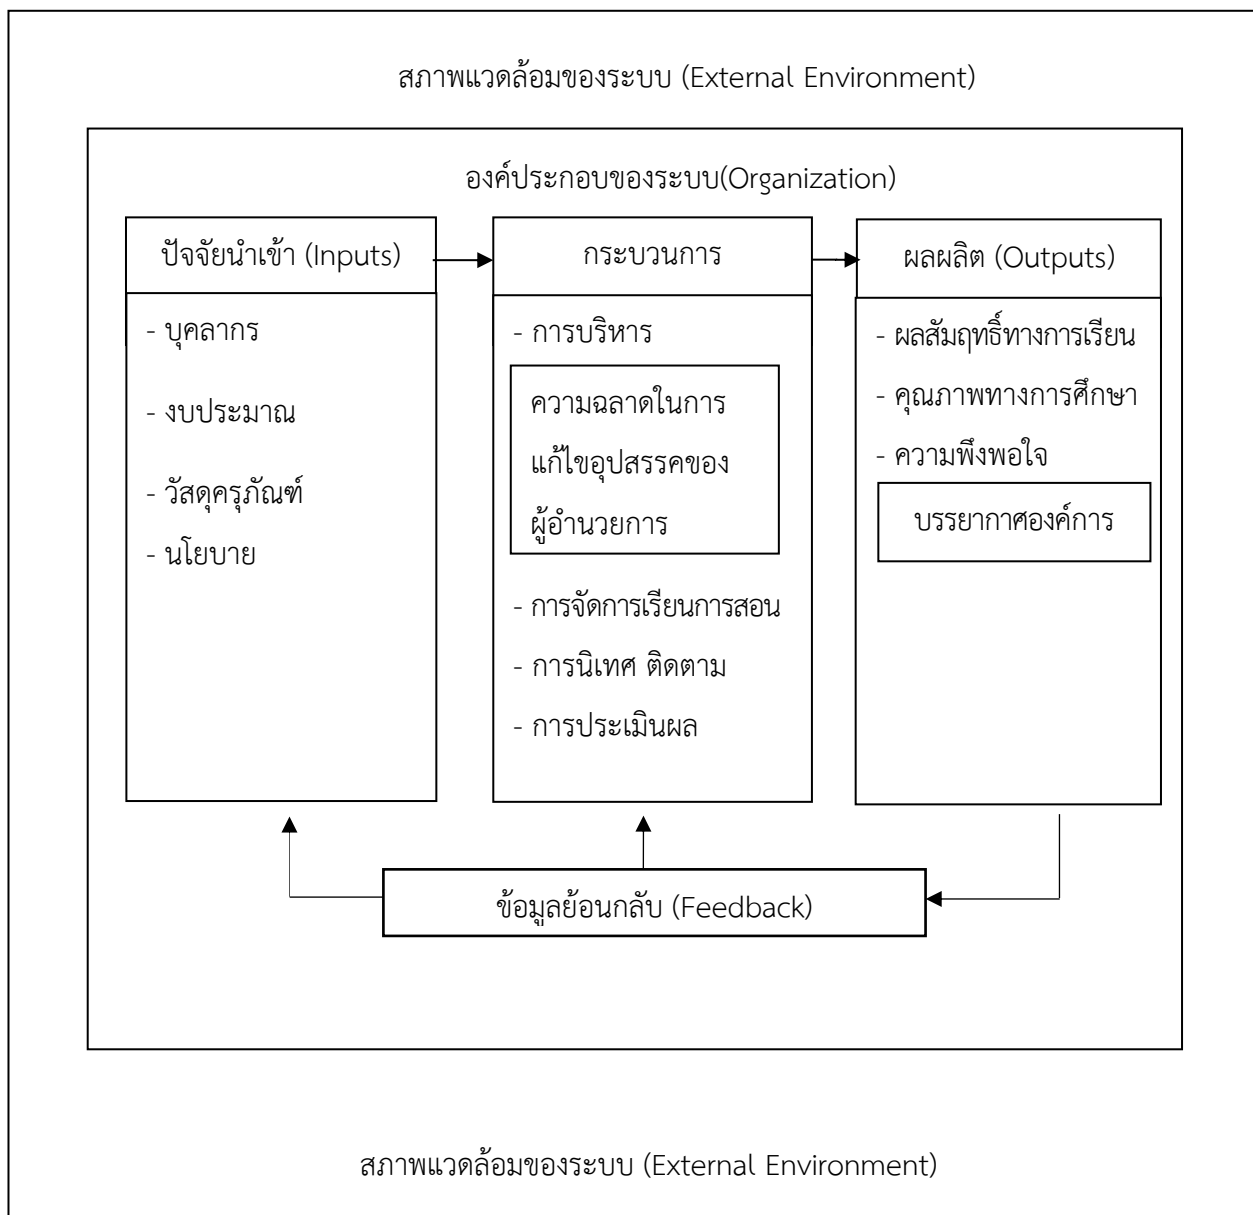 สภาพแวดล้อมของระบบ (External Environment)
องค์ประกอบของระบบ(Organization)
ปัจจัยนำเข้า (Inputs)
- บุคลากร
- งบประมาณ
- วัสดุครุภัณฑ์
- นโยบาย
กระบวนการ
- การบริหาร
ความฉลาดในการ
แก้ไขอุปสรรคของ
ผู้อำนวยการ
- การจัดการเรียนการสอน
- การนิเทศ ติดตาม
- การประเมินผล
ผลผลิต (Outputs)
- ผลสัมฤทธิ์ทางการเรียน
- คุณภาพทางการศึกษา
- ความพึงพอใจ
บรรยากาศองค์การ
ข้อมูลย้อนกลับ (Feedback)
สภาพแวดล้อมของระบบ (External Environment)